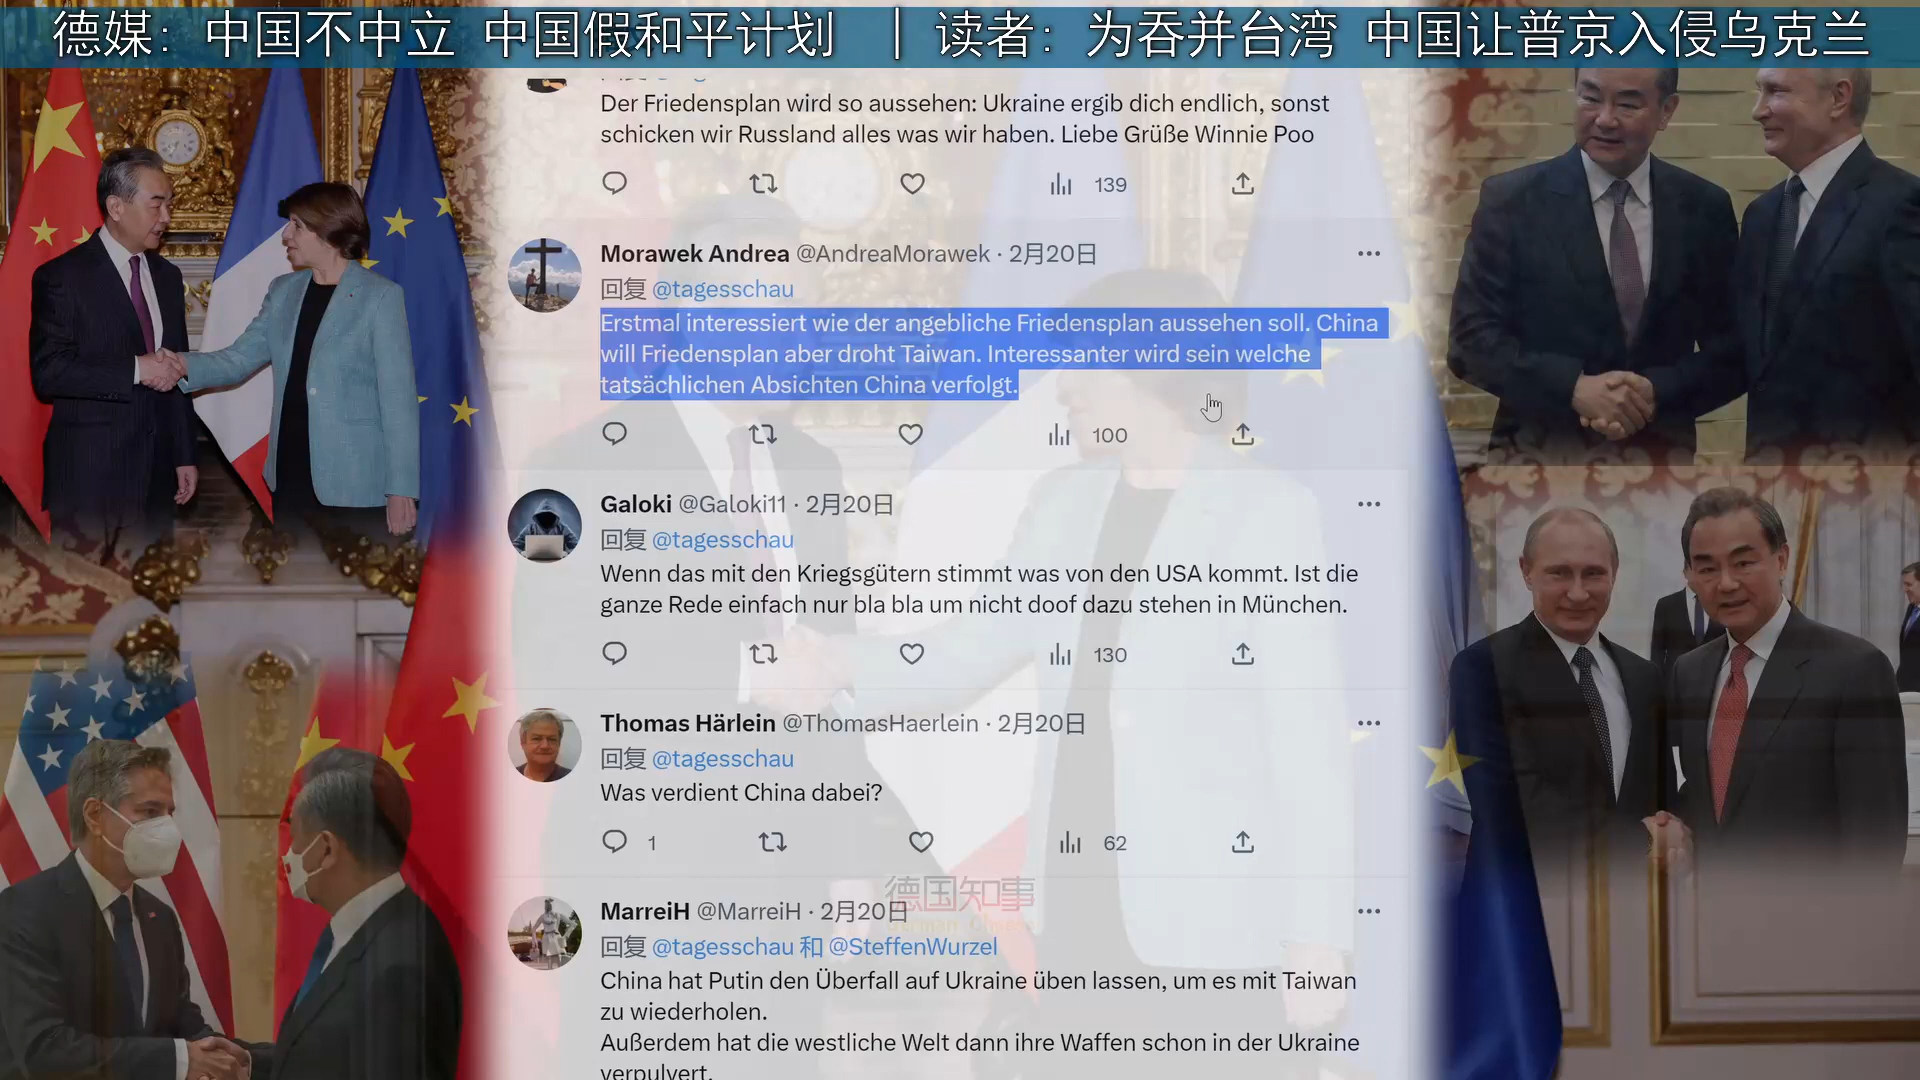 德媒：中国不中立 中国假和平计划 | 读者：为吞并台湾 中国让普京入侵乌克兰
Der Friedensplan wird so aussehen: Ukraine ergib dich endlich, sonst
schicken wir Russland alles was wir haben. Liebe Grüße Winnie Poo
139
Morawek Andrea @AndreaMorawek · 2月20日
回复 @tagesschau
Erstmal interessiert wie der angebliche Friedensplan aussehen soll. China
will Friedensplan aber droht Taiwan. Interessanter wird sein welche
tatsächlichen Absichten China verfolgt.
100
Galoki @Galoki11 · 2月20日
回复 @tagesschau
Wenn das mit den Kriegsgütern stimmt was von den USA kommt. Ist die
ganze Rede einfach nur bla bla um nicht doof dazu stehen in München.
130
Thomas Härlein @ThomasHaerlein · 2月20日
回复 @tagesschau
Was verdient China dabei?
1 62
德国知事
MarreiH @MarreiH · 2月20日
回复 @tagesschau 和 @SteffenWurzel
China hat Putin den Überfall auf Ukraine üben lassen, um es mit Taiwan
zu wiederholen.
Außerdem hat die westliche Welt dann ihre Waffen schon in der Ukraine
verpulvert.